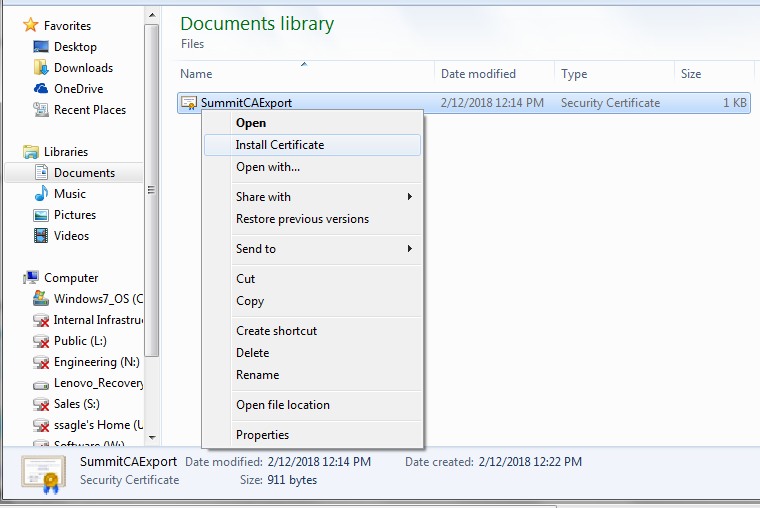 Favorites
Desktop
Downloads
OneDrive
Recent Places
Libraries
Documents
Music
Pictures
Videos
Computer
Windows7_OS (C
Internal Infrastru
Public (L:)
Engineering (N:)
Lenovo_Recovery
Sales (S:)
ssagle's Home (U
Software (W:)
Documents library
Files
Name Date modified Type Size
SummitCAExport 2/12/2018 12:14 PM Security Certificate 1 KB
Open
Install Certificate
Open with...
Share with
Restore previous versions
Send to
Cut
Copy
Create shortcut
Delete
Rename
Open file location
Properties
SummitCAExport Date modified: 2/12/2018 12:14 PM Date created: 2/12/2018 12:22 PM
Security Certificate Size: 911 bytes